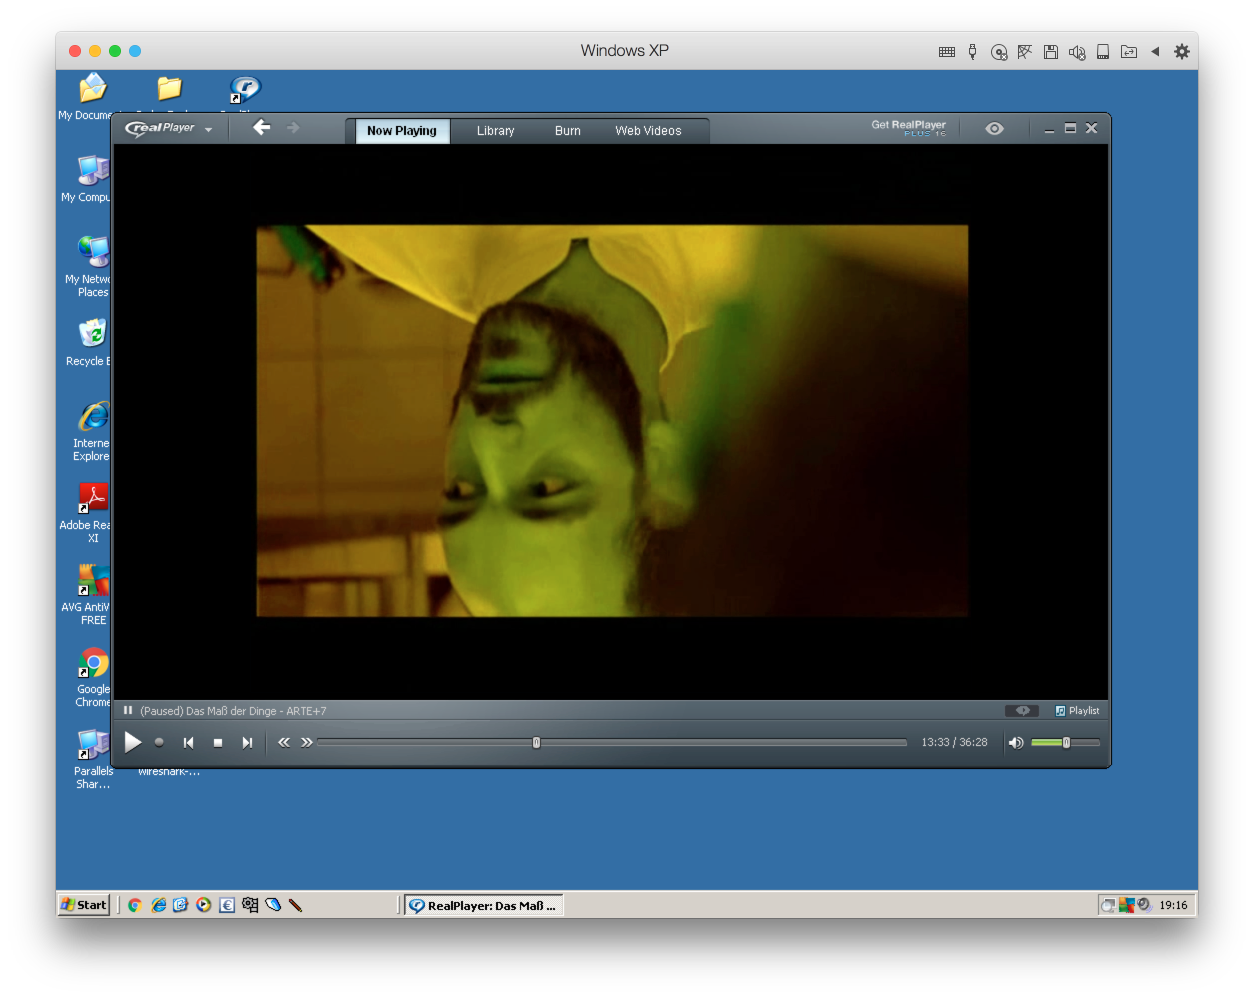 Windows XP
My Docume
realPlayer
Now Playing
Library
Burn
Web Videos
Get RealPlayer
PLUS 16
My Compu
My Netwo
Places
Recycle B
Interne
Explore
Adobe Rea
XI
AVG AntiV
FREE
Google
Chrome
(Paused) Das Maß der Dinge - ARTE+7
Playlist
13:33 / 36:28
Parallels
Shar...
Wireshark-...
Start
RealPlayer: Das Maß ...
19:16